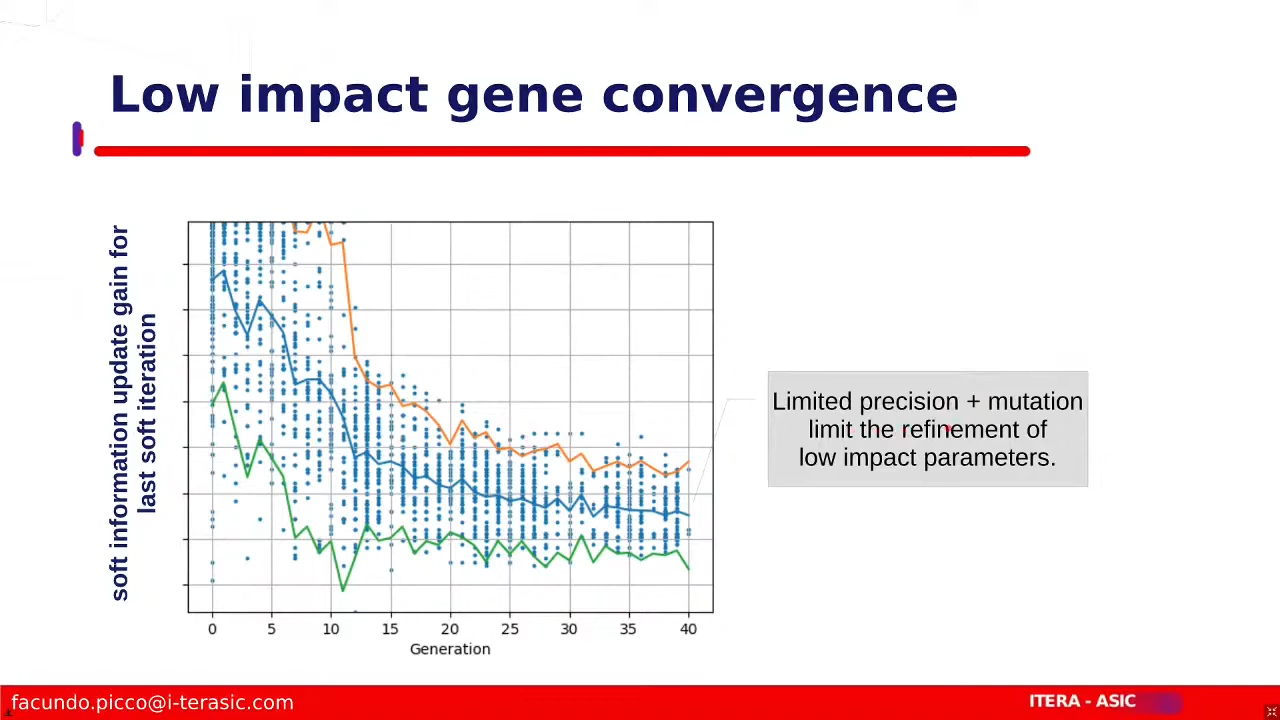 Low impact gene convergence
soft information update gain for
last soft iteration
0 5 10 15 20 25 30 35 40
Generation
Limited precision + mutation
limit the refinement of
low impact parameters.
facundo.picco@i-terasic.com
ITERA - ASIC